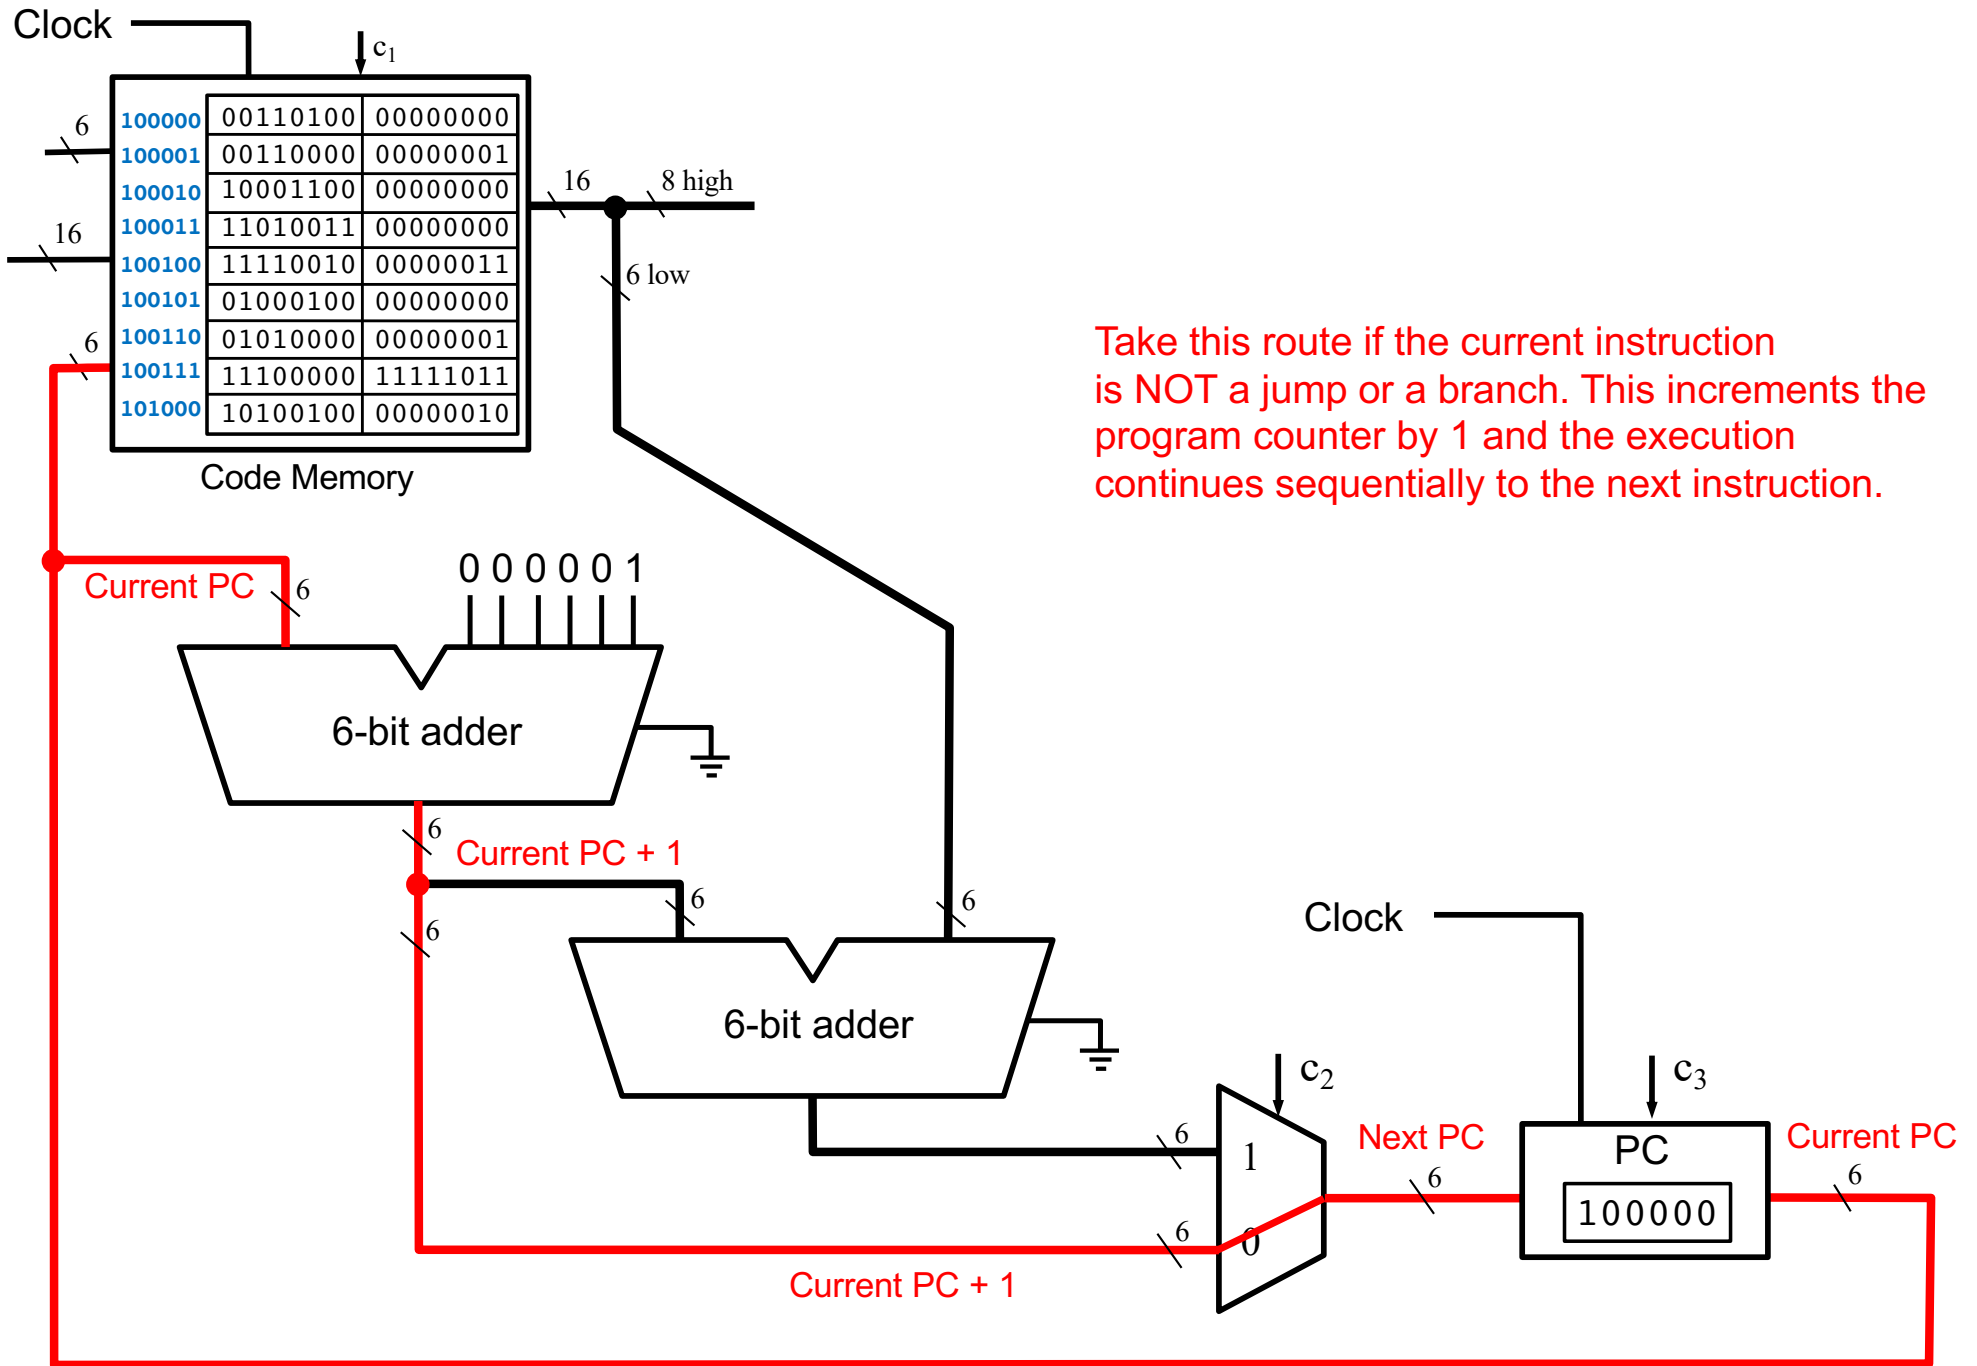 Clock
c1
6
100000 00110100 00000000
100001 00110000 00000001
100010 10001100 00000000
16 8 high
100011 11010011 00000000
16
100100 11110010 00000011
6 low
100101 01000100 00000000
100110 01010000 00000001
6
100111 11100000 11111011
101000 10100100 00000010
Code Memory
Take this route if the current instruction
is NOT a jump or a branch. This increments the
program counter by 1 and the execution
continues sequentially to the next instruction.
0 0 0 0 0 1
Current PC 6
6-bit adder
6
Current PC + 1
6 6
6
Clock
6-bit adder
c2
c3
6
1
Next PC
6
PC
Current PC
6
100000
6
0
Current PC + 1